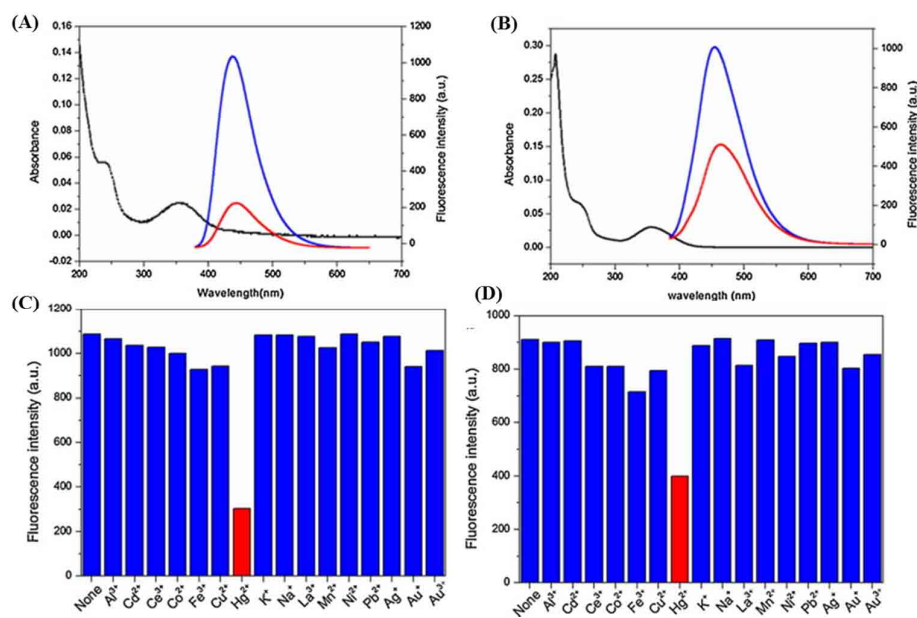 (A)
0.16
0.14
0.12
0.10
0.08
0.06
0.04
0.02
0.00
-0.02
Absorbance
1200
1000
800
600
400
200
0
Fluorescence intensity (a.u.)
200 300 400 500 600 700
Wavelength(nm)
(B)
0.30
0.25
0.20
0.15
0.10
0.05
0.00
Absorbance
1000
800
600
400
200
0
Fluorescence intensity (a.u.)
200 300 400 500 600 700
wavelength (nm)
(C)
1200
1000
800
600
400
200
0
Fluorescence intensity (a.u.)
None Al³⁺ Cd²⁺ Ce³⁺ Co²⁺ Fe³⁺ Cu²⁺ Hg²⁺ K⁺ Na⁺ La³⁺ Mn²⁺ Ni²⁺ Pb²⁺ Ag⁺ Au⁺ Au³⁺
(D)
1000
800
600
400
200
0
Fluorescence intensity (a.u.)
None Al³⁺ Cd²⁺ Ce³⁺ Co²⁺ Fe³⁺ Cu²⁺ Hg²⁺ K⁺ Na⁺ La³⁺ Mn²⁺ Ni²⁺ Pb²⁺ Ag⁺ Au⁺ Au³⁺